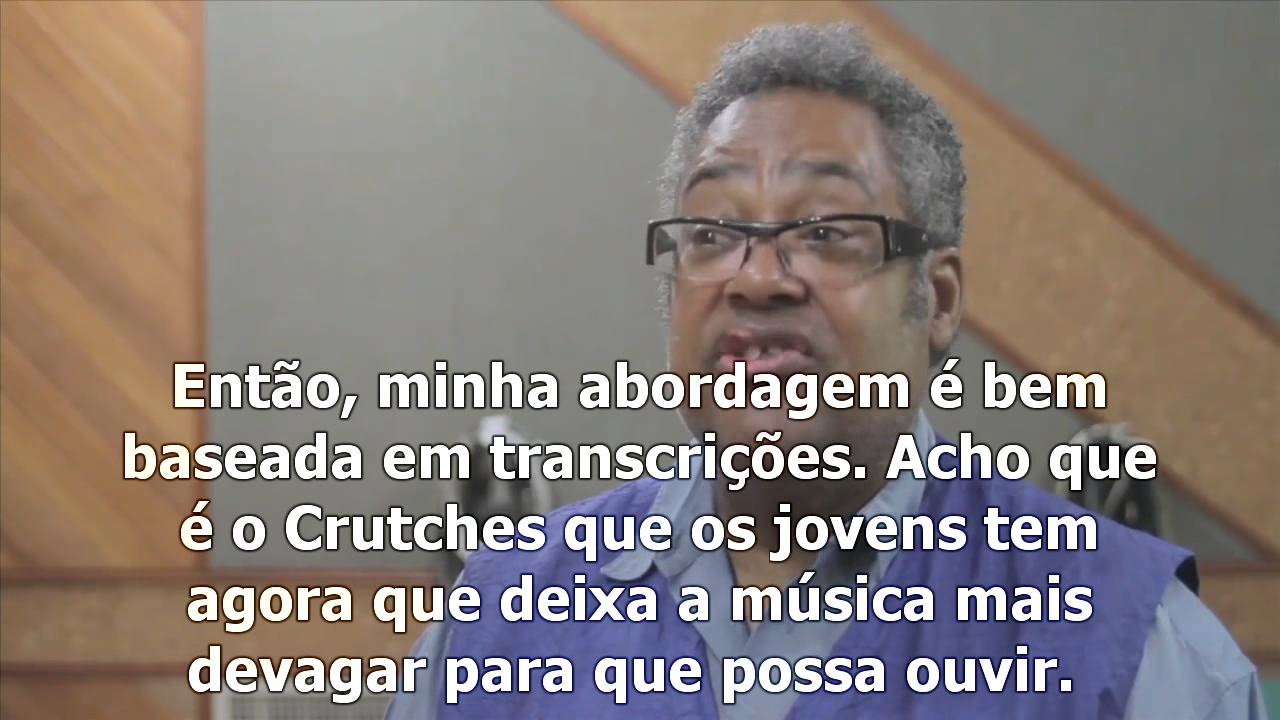 Então, minha abordagem é bem
baseada em transcrições. Acho que
é o Crutches que os jovens tem
agora que deixa a música mais
devagar para que possa ouvir.